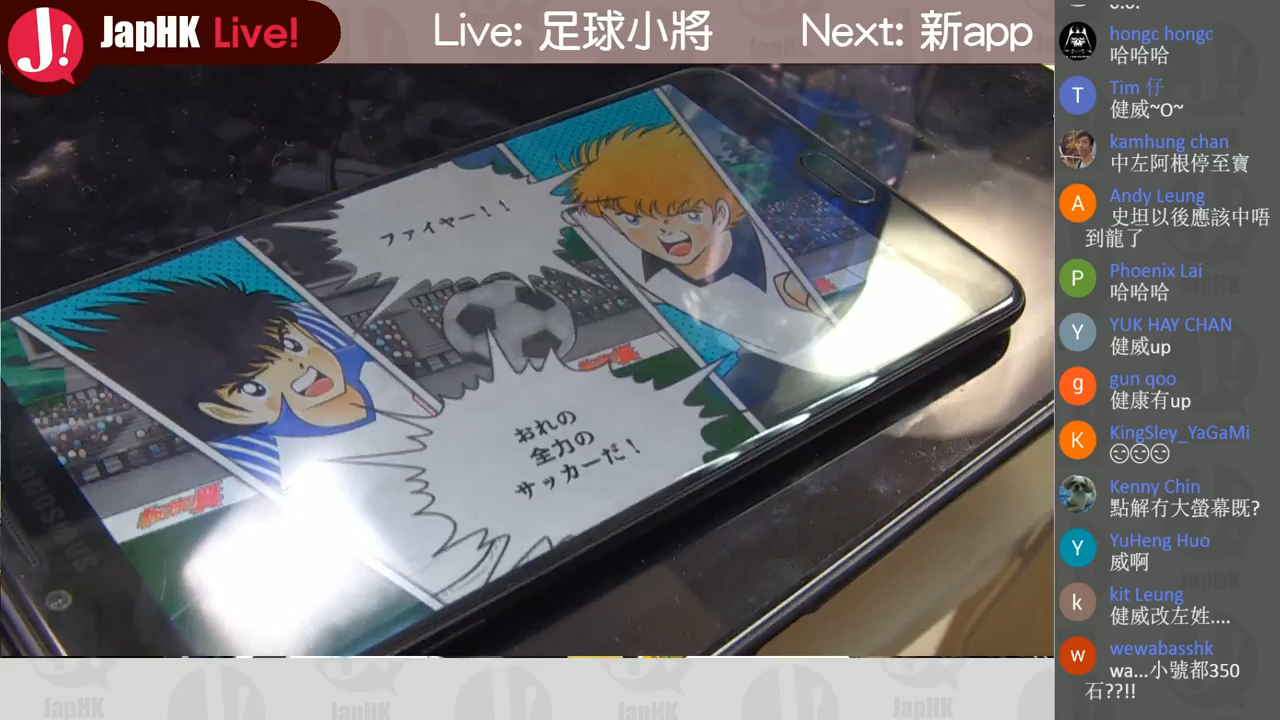 J! JapHK Live!
Live: 足球小將
Next: 新app
ファイヤー！！
おれの
全力の
サッカーだ！
SAMSUNG
hongc hongc
哈哈哈
Tim 仔
健威~O~
kamhung chan
中左阿根停至寶
Andy Leung
史坦以後應該中唔
到龍了
Phoenix Lai
哈哈哈
YUK HAY CHAN
健威up
gun qoo
健康有up
KingSley_YaGaMi
Kenny Chin
點解冇大螢幕既?
YuHeng Huo
威啊
kit Leung
健威改左姓....
wewabasshk
wa...小號都350
石??!!
T
A
P
Y
g
K
Y
k
w
JapHK
JapHK
JapHK
JapHK